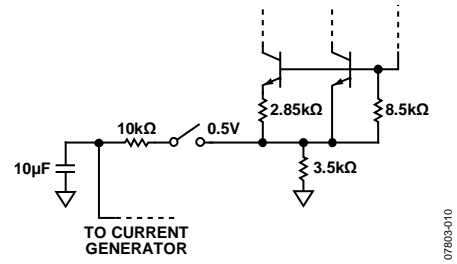 2.85kΩ
8.5kΩ
10kΩ
0.5V
10µF
3.5kΩ
TO CURRENT
GENERATOR
07803-010